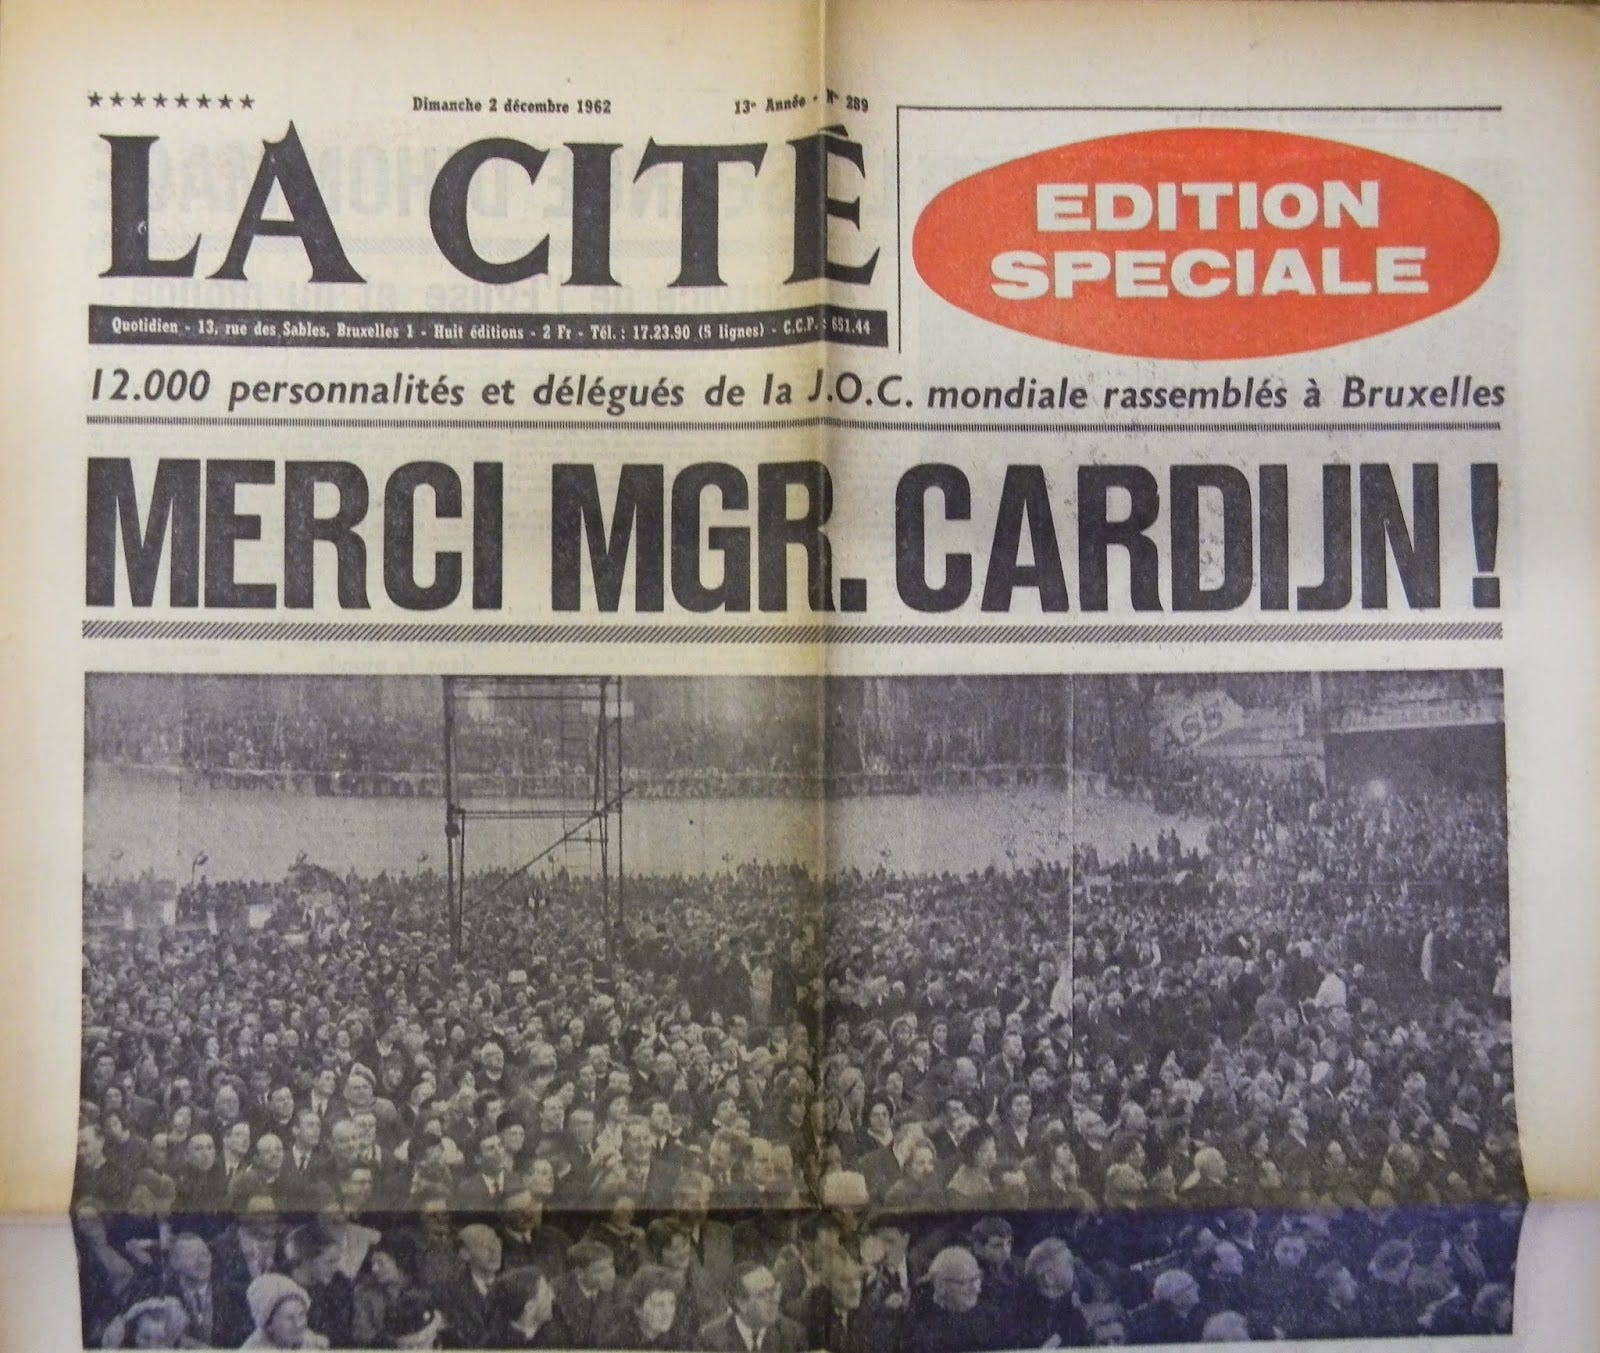 ★★★★★★★★ Dimanche 2 décembre 1962 13e Année - N° 289
LA CITÉ
EDITION
SPECIALE
Quotidien - 13, rue des Sables, Bruxelles 1 - Huit éditions - 2 Fr - Tél. : 17.23.90 (5 lignes) - C.C.P. : 651.44
12.000 personnalités et délégués de la J.O.C. mondiale rassemblés à Bruxelles
MERCI MGR. CARDIJN !